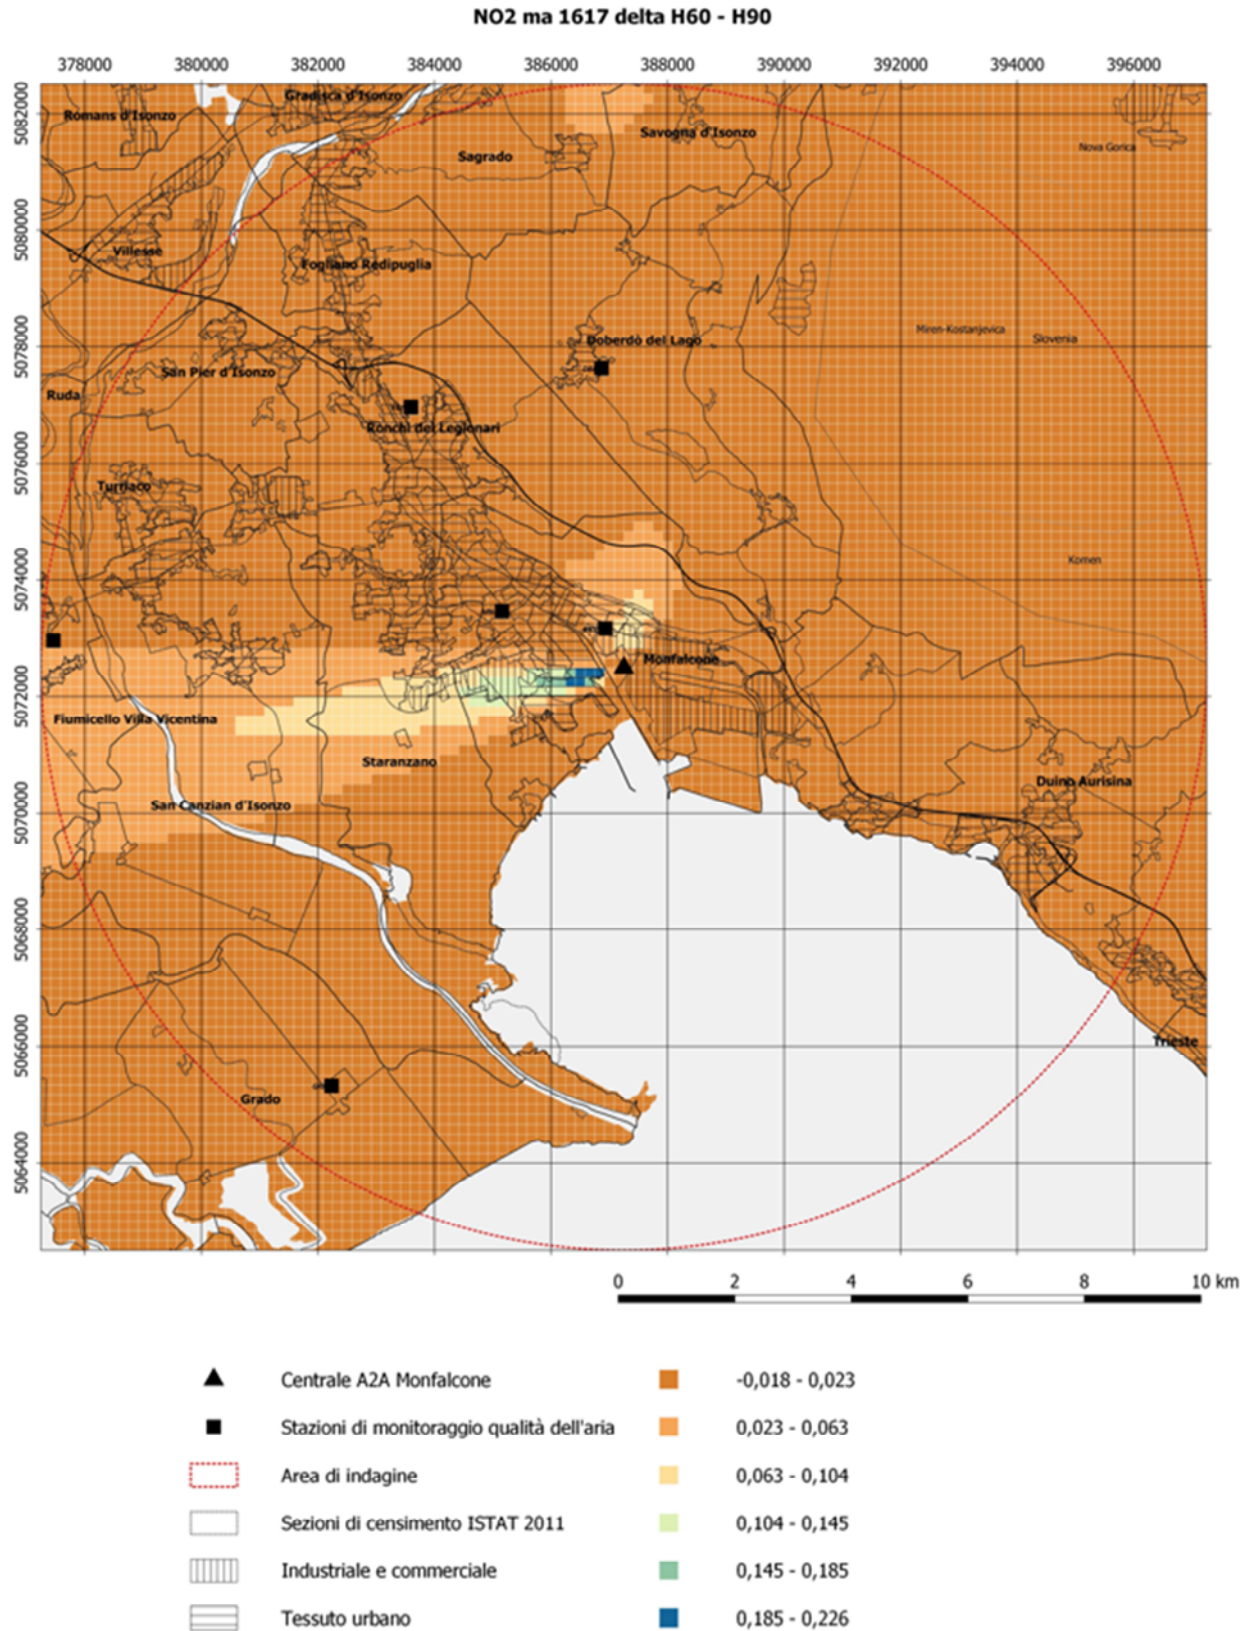 NO2 ma 1617 delta H60 - H90
378000 380000 382000 384000 386000 388000 390000 392000 394000 396000
5082000
5080000
5078000
5076000
5074000
5072000
5070000
5068000
5066000
5064000
Gradisca d'Isonzo
Romans d'Isonzo
Savogna d'Isonzo
Nova Gorica
Sagrado
Villesse
Fogliano Redipuglia
Miren-Kostanjevica
Doberdò del Lago
Slovenia
San Pier d'Isonzo
Ruda
Ronchi dei Legionari
Turriaco
Komen
Monfalcone
Fiumicello Villa Vicentina
Staranzano
Duino Aurisina
San Canzian d'Isonzo
Trieste
Grado
0 2 4 6 8 10 km
Centrale A2A Monfalcone
-0,018 - 0,023
Stazioni di monitoraggio qualità dell'aria
0,023 - 0,063
Area di indagine
0,063 - 0,104
Sezioni di censimento ISTAT 2011
0,104 - 0,145
Industriale e commerciale
0,145 - 0,185
Tessuto urbano
0,185 - 0,226